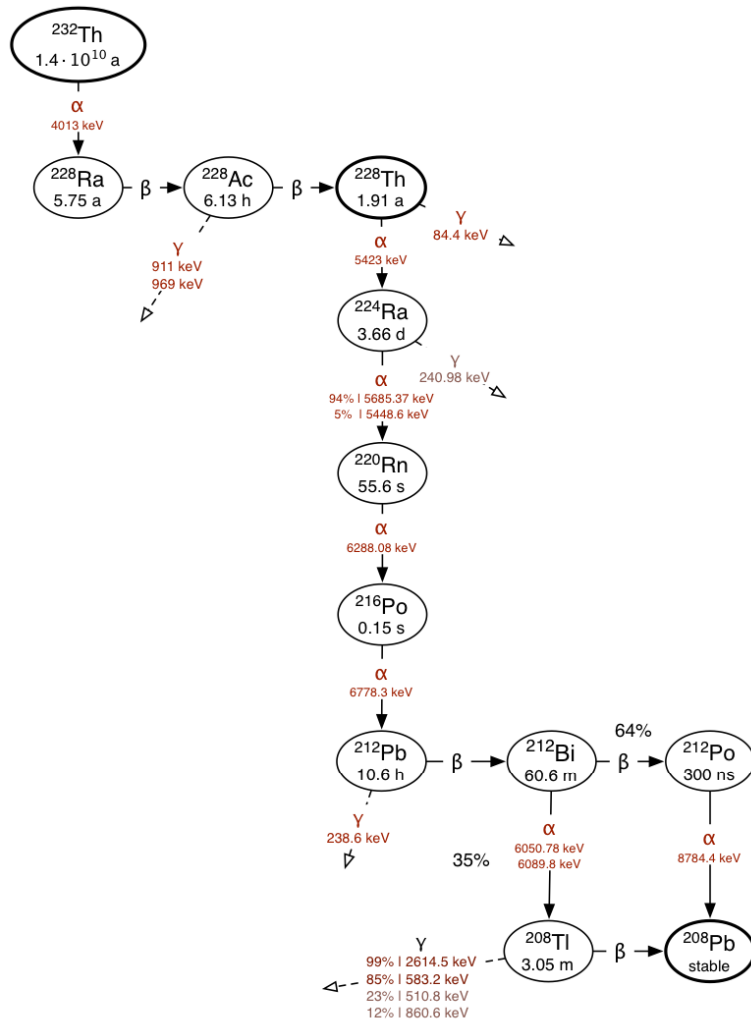 ²³²Th
1.4 · 10¹⁰ a
α
4013 keV
²²⁸Ra
5.75 a
β
²²⁸Ac
6.13 h
β
²²⁸Th
1.91 a
γ
911 keV
969 keV
γ
84.4 keV
α
5423 keV
²²⁴Ra
3.66 d
γ
240.98 keV
α
94% | 5685.37 keV
5% | 5448.6 keV
²²⁰Rn
55.6 s
α
6288.08 keV
²¹⁶Po
0.15 s
α
6778.3 keV
²¹²Pb
10.6 h
β
²¹²Bi
60.6 m
64%
β
²¹²Po
300 ns
γ
238.6 keV
35%
α
6050.78 keV
6089.8 keV
α
8784.4 keV
²⁰⁸Tl
3.05 m
β
²⁰⁸Pb
stable
γ
99% | 2614.5 keV
85% | 583.2 keV
23% | 510.8 keV
12% | 860.6 keV